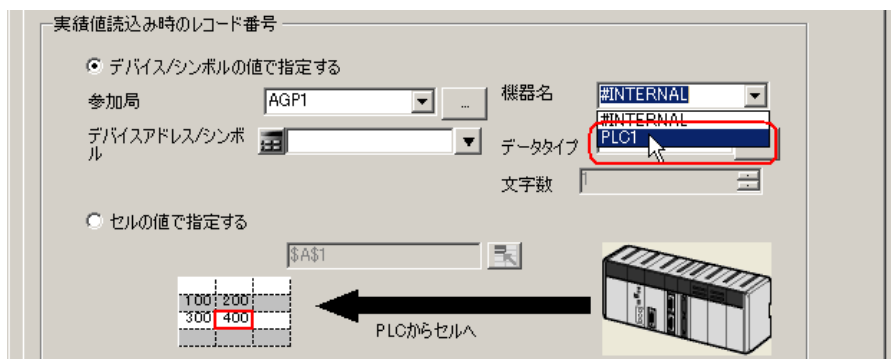 実績値読込み時のレコード番号
デバイス/シンボルの値で指定する
参加局
AGP1
...
機器名
#INTERNAL
#INTERNAL
PLC1
デバイスアドレス/シンボ
ル
データタイプ
文字数
1
セルの値で指定する
$A$1
100 200
300 400
PLCからセルへ